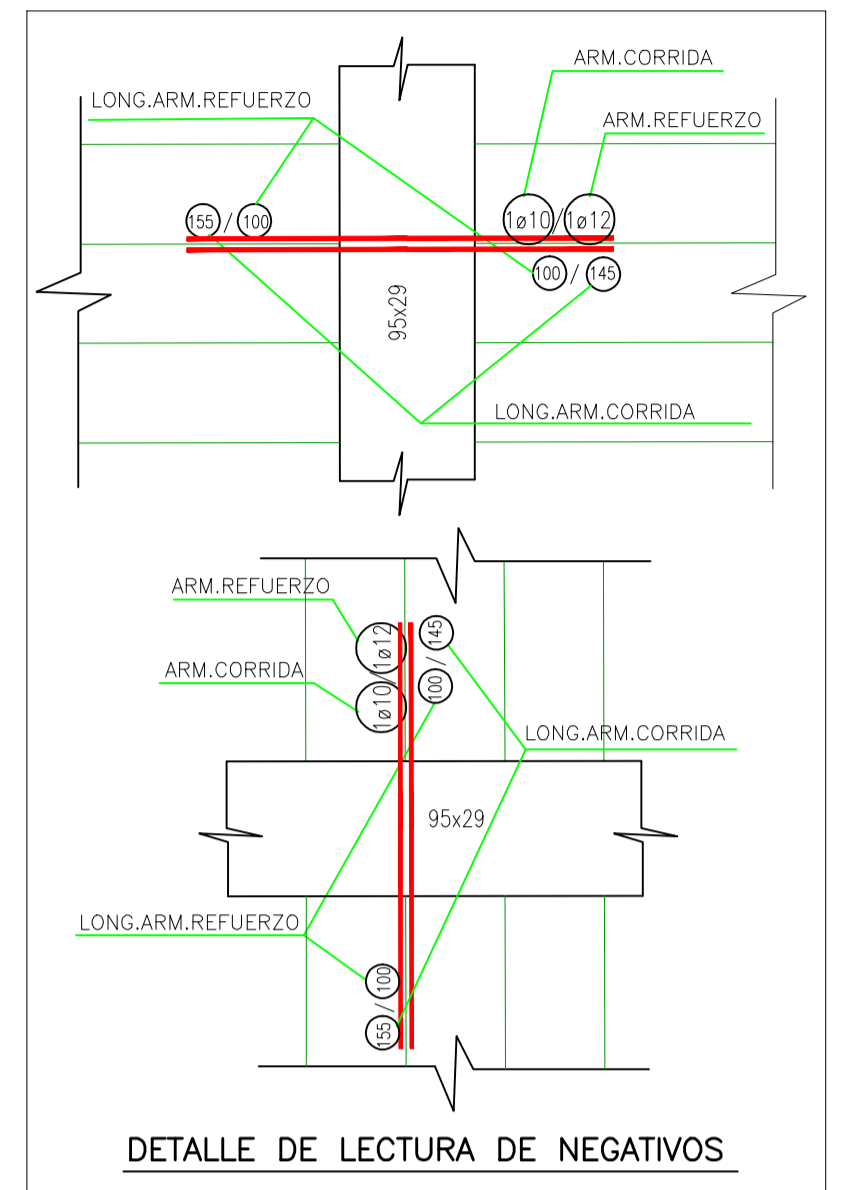 ARM.CORRIDA
LONG.ARM.REFUERZO
ARM.REFUERZO
155 / 100
1ø10/1ø12
100 / 145
95x29
LONG.ARM.CORRIDA
ARM.REFUERZO
145
1ø10/1ø12
100 / 145
ARM.CORRIDA
LONG.ARM.CORRIDA
95x29
LONG.ARM.REFUERZO
155 / 100
DETALLE DE LECTURA DE NEGATIVOS